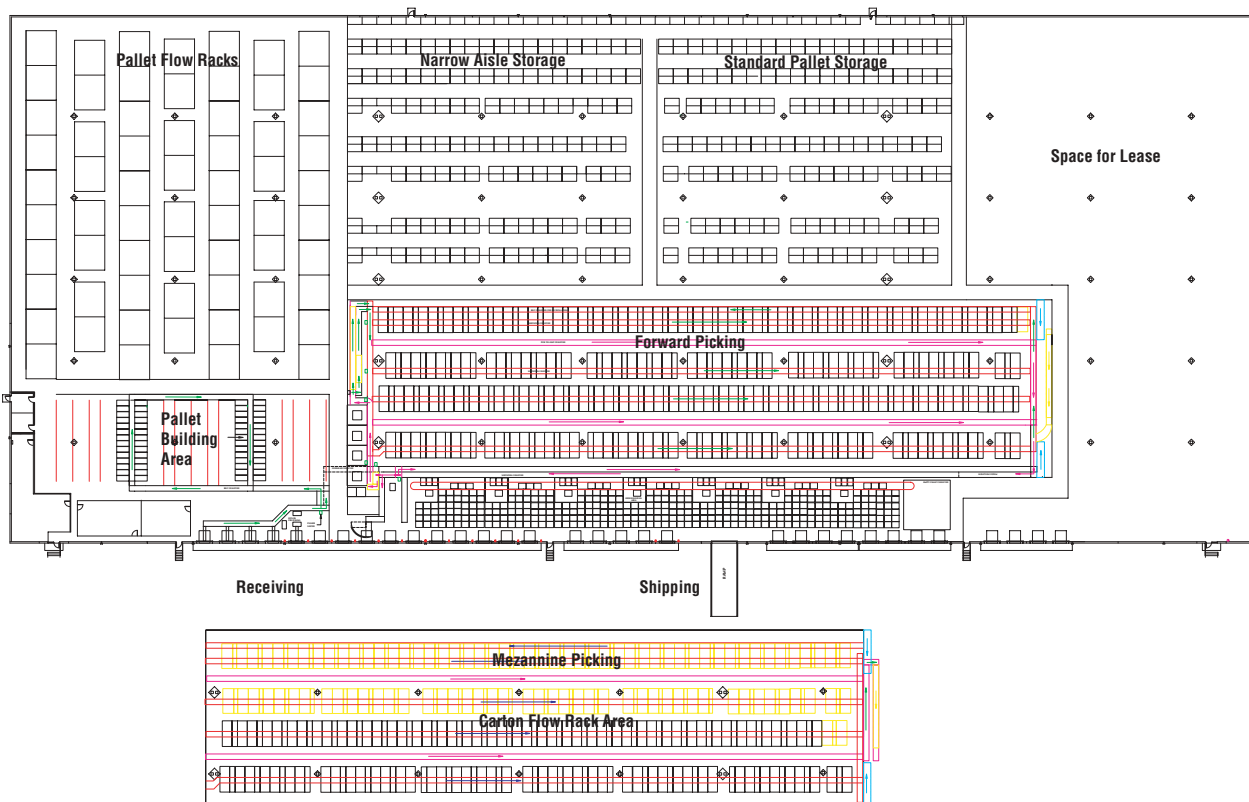 Pallet Flow Racks
Narrow Aisle Storage
Standard Pallet Storage
Space for Lease
Forward Picking
Pallet
Building
Area
Receiving
Shipping
RAMP
Mezannine Picking
Carton Flow Rack Area